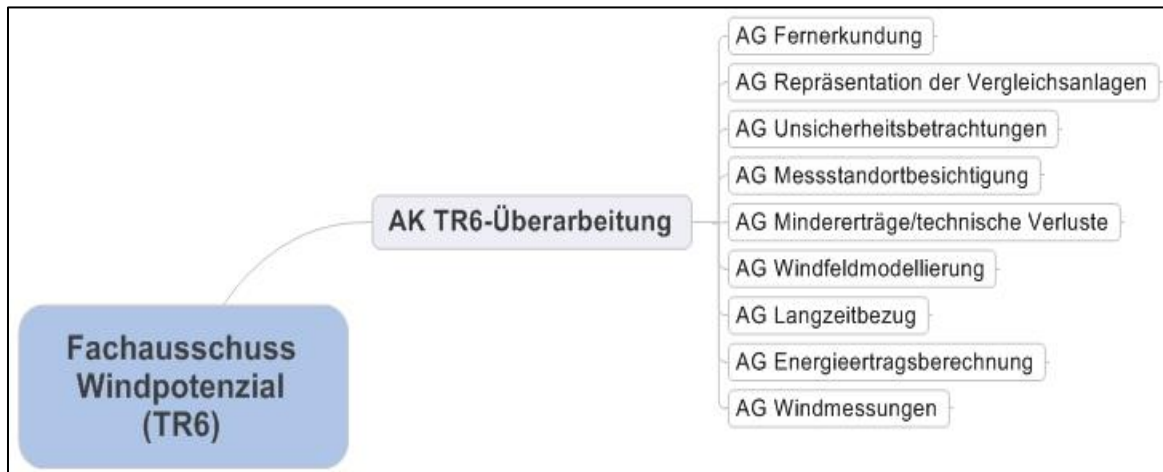 Fachausschuss
Windpotenzial
(TR6)
AK TR6-Überarbeitung
AG Fernerkundung
AG Repräsentation der Vergleichsanlagen
AG Unsicherheitsbetrachtungen
AG Messstandortbesichtigung
AG Mindererträge/technische Verluste
AG Windfeldmodellierung
AG Langzeitbezug
AG Energieertragsberechnung
AG Windmessungen